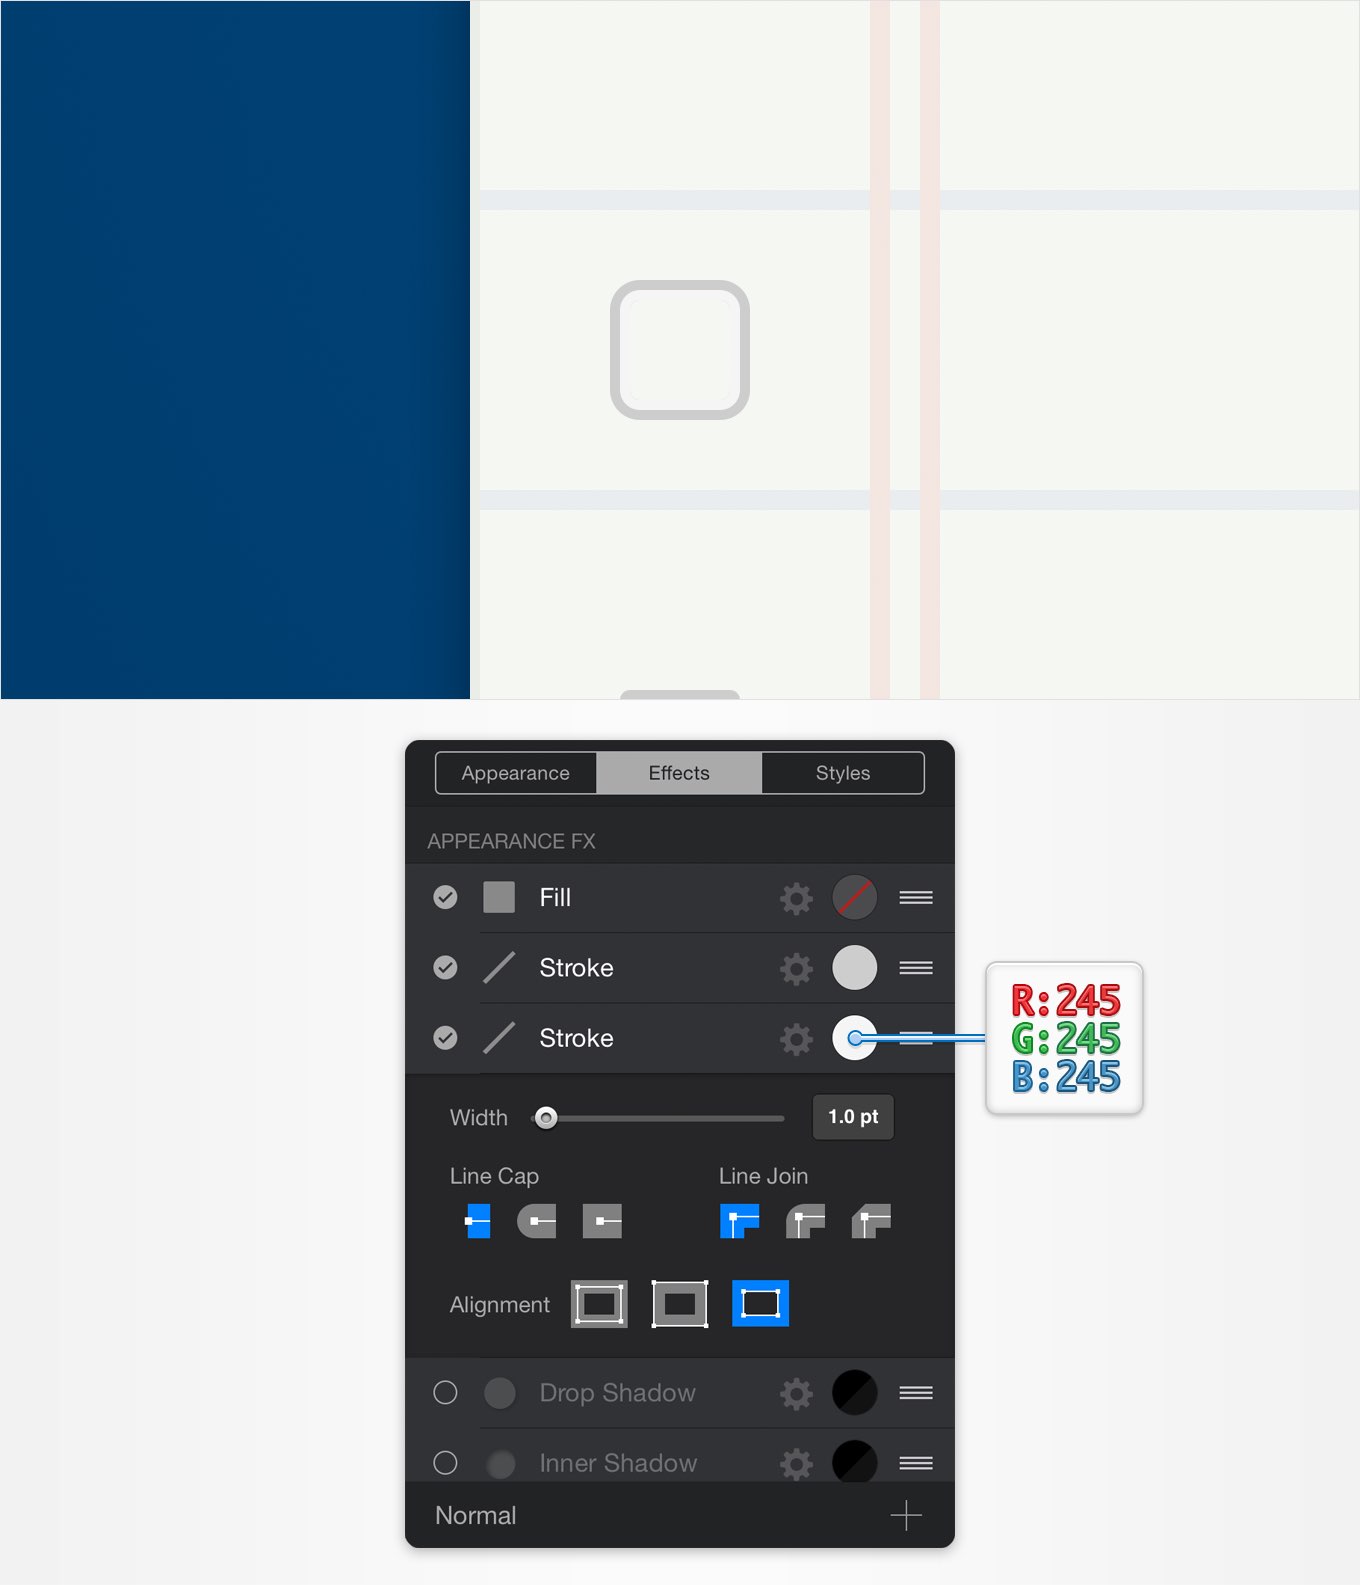 Appearance Effects Styles
APPEARANCE FX
Fill
Stroke
Stroke
R:245
G:245
B:245
Width 1.0 pt
Line Cap Line Join
Alignment
Drop Shadow
Inner Shadow
Normal